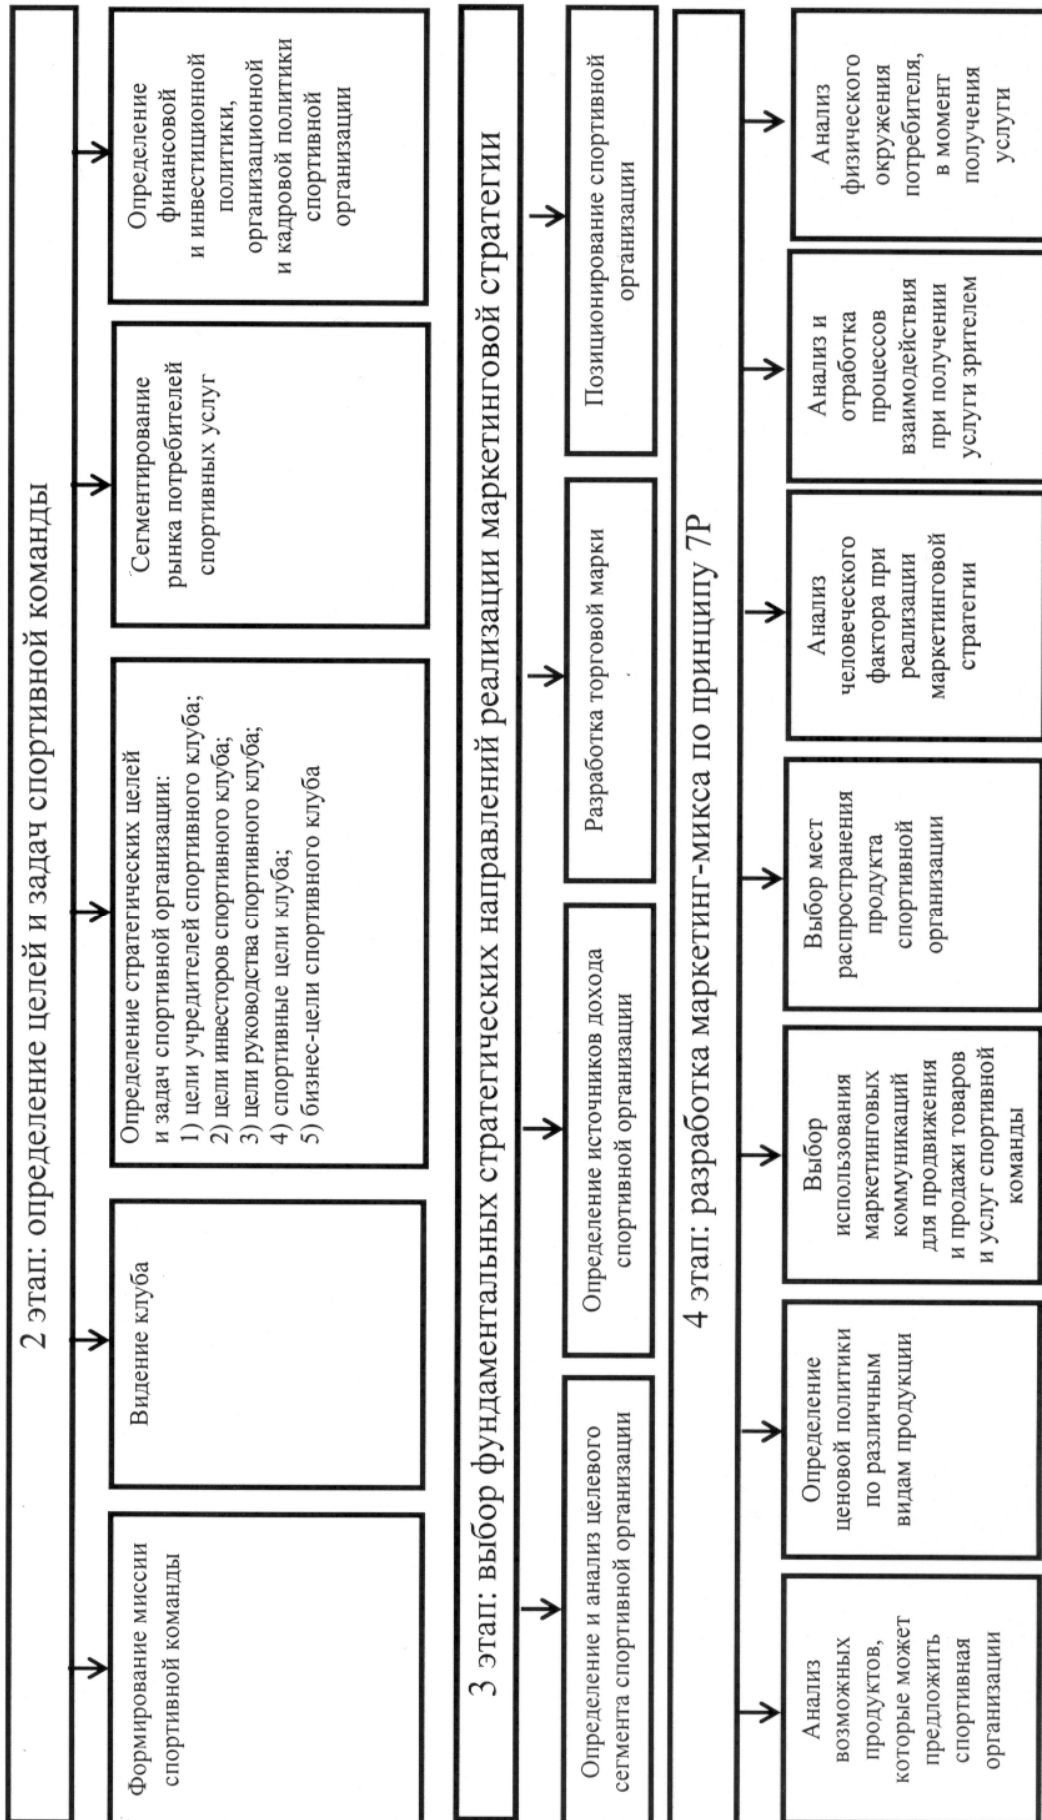 2 этап: определение целей и задач спортивной команды
Формирование миссии
спортивной команды
Видение клуба
Определение стратегических целей
и задач спортивной организации:
1) цели учредителей спортивного клуба;
2) цели инвесторов спортивного клуба;
3) цели руководства спортивного клуба;
4) спортивные цели клуба;
5) бизнес-цели спортивного клуба
Сегментирование
рынка потребителей
спортивных услуг
Определение
финансовой
и инвестиционной
политики,
организационной
и кадровой политики
спортивной
организации
3 этап: выбор фундаментальных стратегических направлений реализации маркетинговой стратегии
Определение и анализ целевого
сегмента спортивной организации
Определение источников дохода
спортивной организации
Разработка торговой марки
Позиционирование спортивной
организации
4 этап: разработка маркетинг-микса по принципу 7P
Анализ
возможных
продуктов,
которые может
предложить
спортивная
организации
Определение
ценовой политики
по различным
видам продукции
Выбор
использования
маркетинговых
коммуникаций
для продвижения
и продажи товаров
и услуг спортивной
команды
Выбор мест
распространения
продукта
спортивной
организации
Анализ
человеческого
фактора при
реализации
маркетинговой
стратегии
Анализ и
отработка
процессов
взаимодействия
при получении
услуги зрителем
Анализ
физического
окружения
потребителя,
в момент
получения
услуги